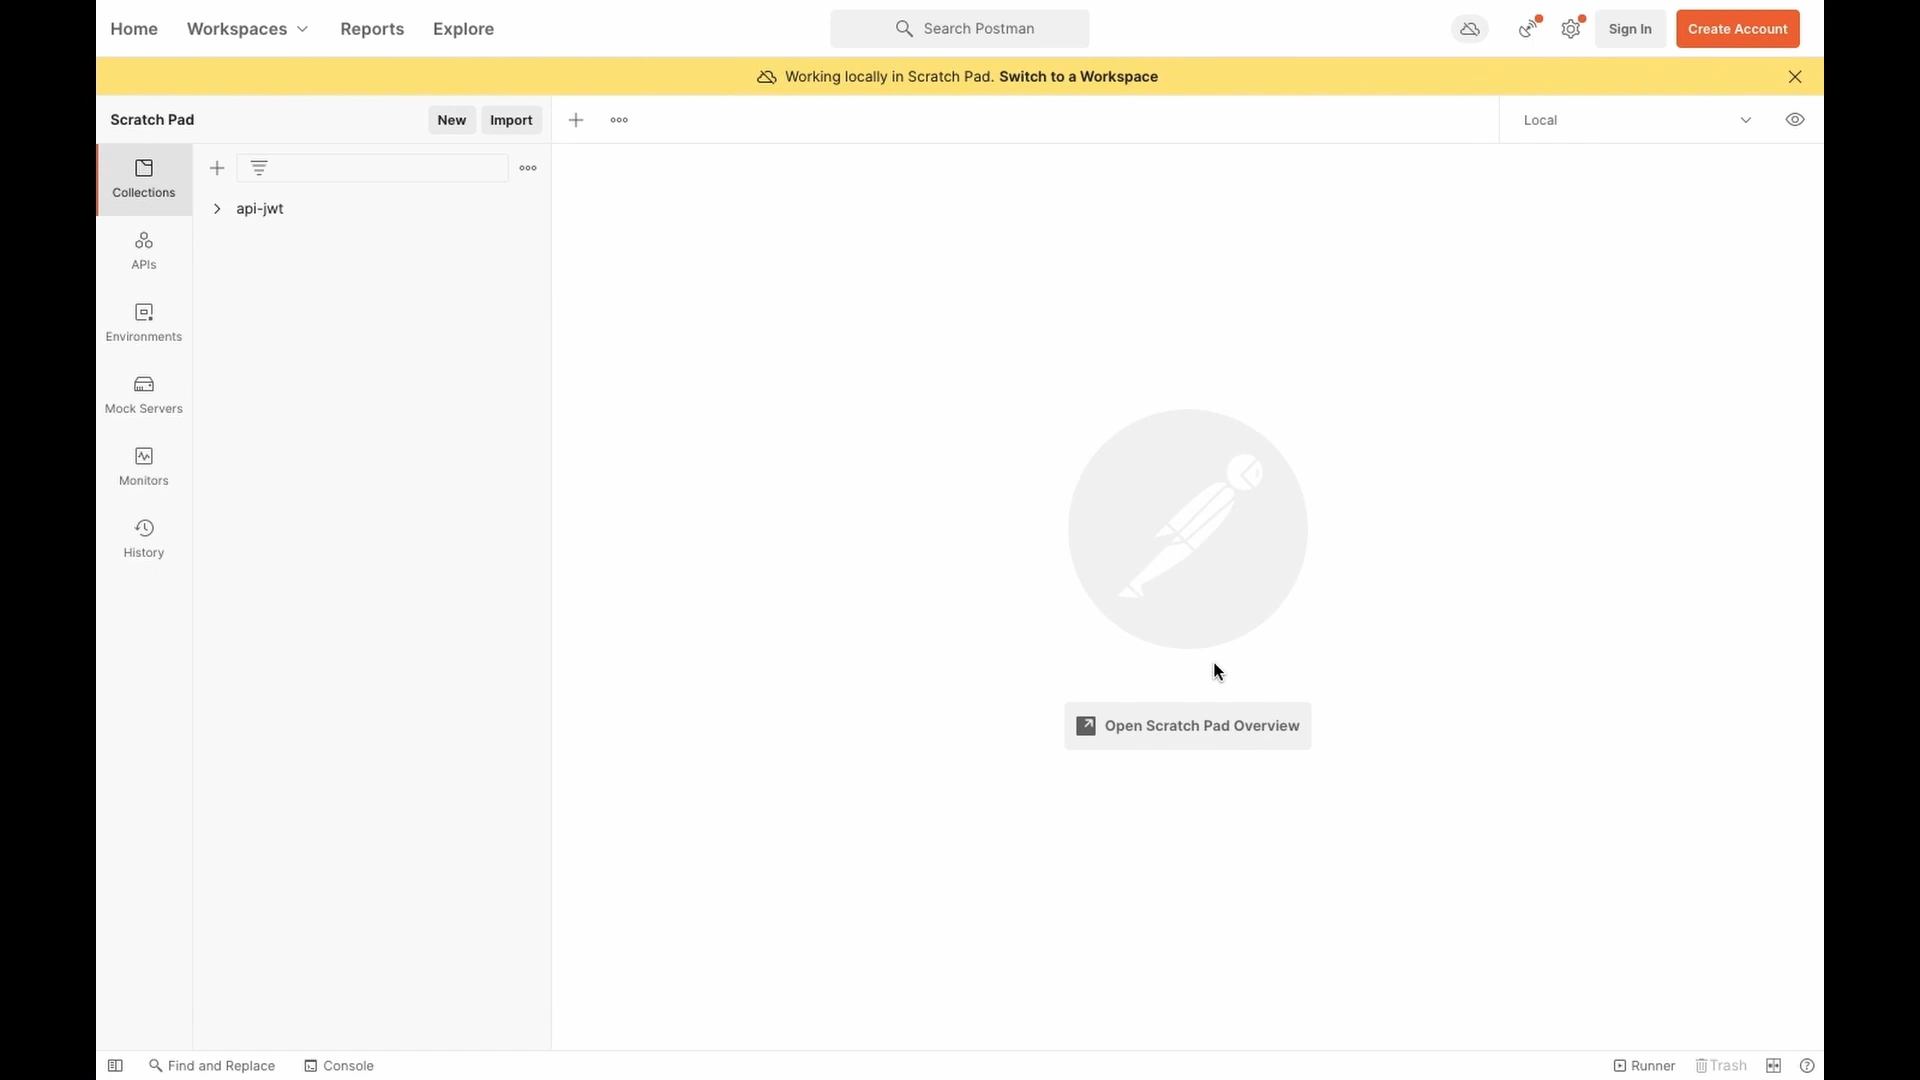 Home
Workspaces
Reports
Explore
Search Postman
Sign In
Create Account
Working locally in Scratch Pad. Switch to a Workspace
Scratch Pad
New
Import
Local
Collections
api-jwt
APIs
Environments
Mock Servers
Monitors
History
Open Scratch Pad Overview
Find and Replace
Console
Runner
Trash